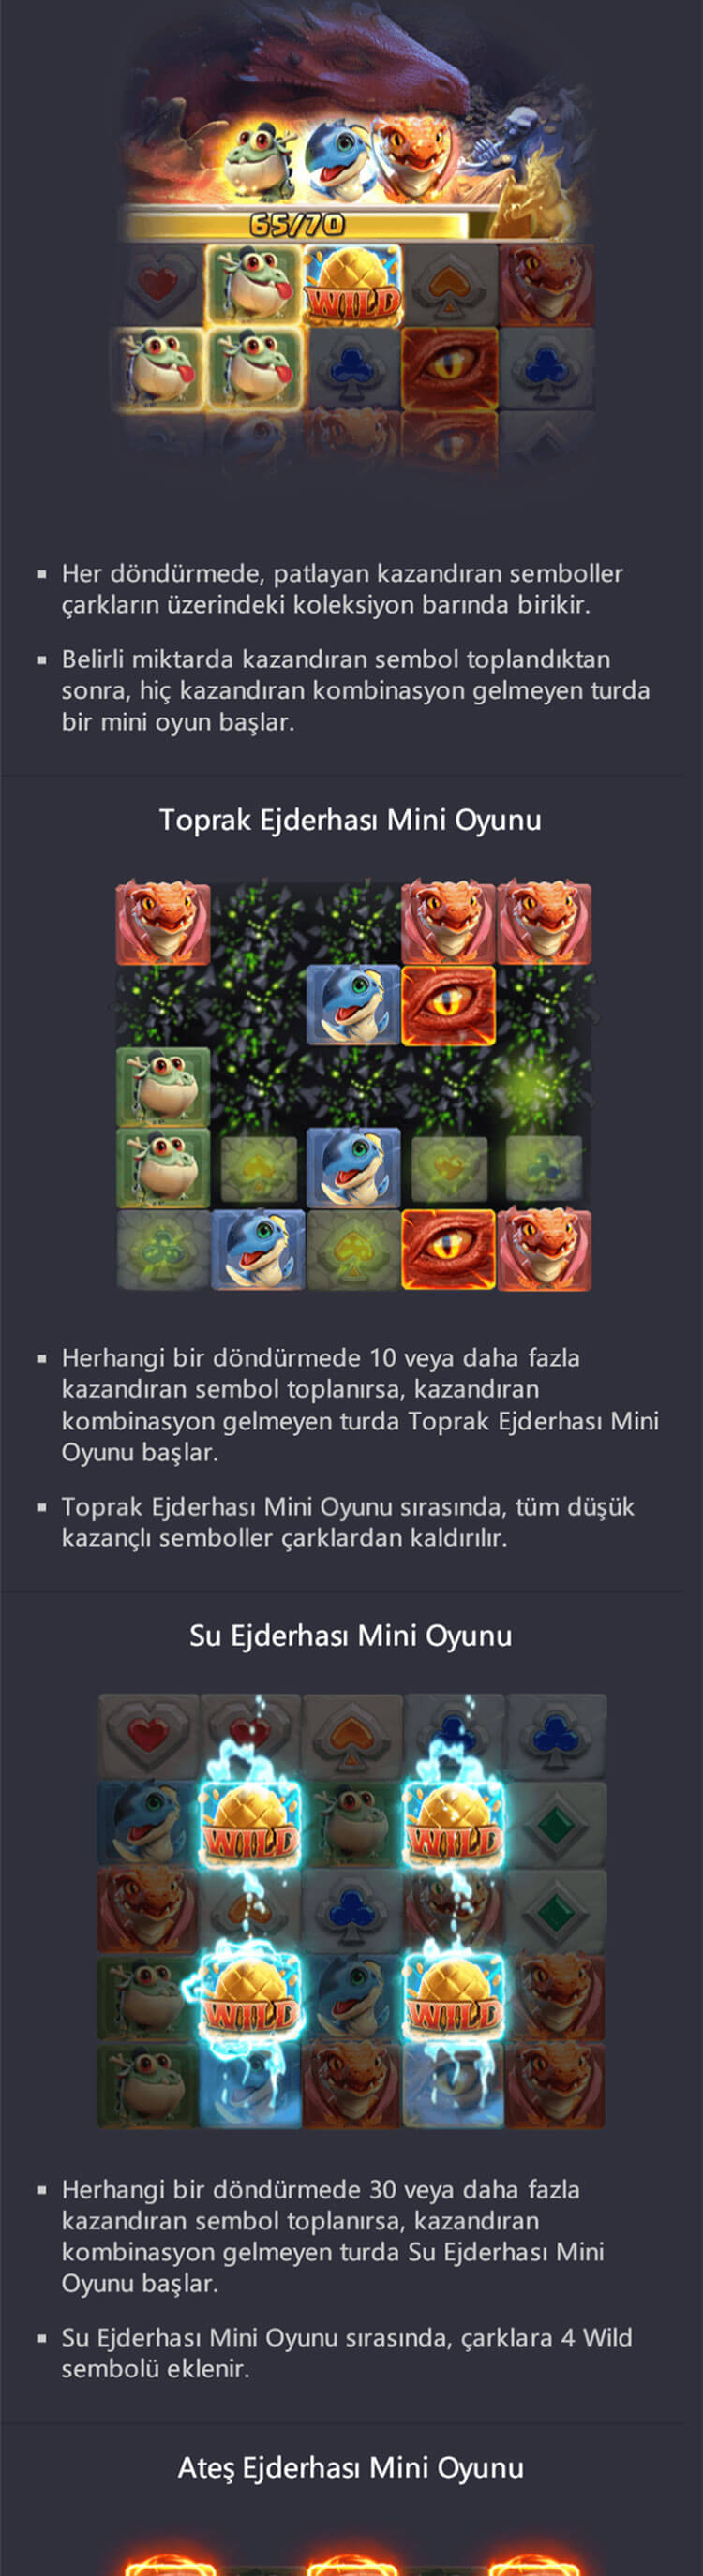 65/70
WILD
Her döndürmede, patlayan kazandıran semboller
çarkların üzerindeki koleksiyon barında birikir.
Belirli miktarda kazandıran sembol toplandıktan
sonra, hiç kazandıran kombinasyon gelmeyen turda
bir mini oyun başlar.
Toprak Ejderhası Mini Oyunu
Herhangi bir döndürmede 10 veya daha fazla
kazandıran sembol toplanırsa, kazandıran
kombinasyon gelmeyen turda Toprak Ejderhası Mini
Oyunu başlar.
Toprak Ejderhası Mini Oyunu sırasında, tüm düşük
kazançlı semboller çarklardan kaldırılır.
Su Ejderhası Mini Oyunu
WILD WILD
WILD WILD
Herhangi bir döndürmede 30 veya daha fazla
kazandıran sembol toplanırsa, kazandıran
kombinasyon gelmeyen turda Su Ejderhası Mini
Oyunu başlar.
Su Ejderhası Mini Oyunu sırasında, çarklara 4 Wild
sembolü eklenir.
Ateş Ejderhası Mini Oyunu